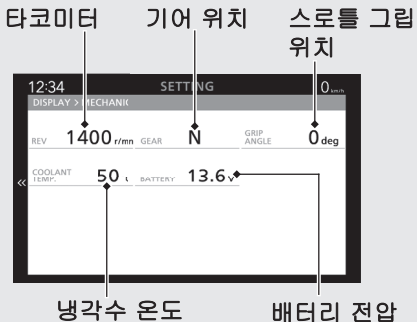 타코미터 기어 위치 스로틀 그립
위치
12:34 SETTING 0 km/h
DISPLAY > MECHANIC
REV 1400 r/mn GEAR N GRIP ANGLE 0 deg
COOLANT TEMP. 50 BATTERY 13.6 v
냉각수 온도 배터리 전압